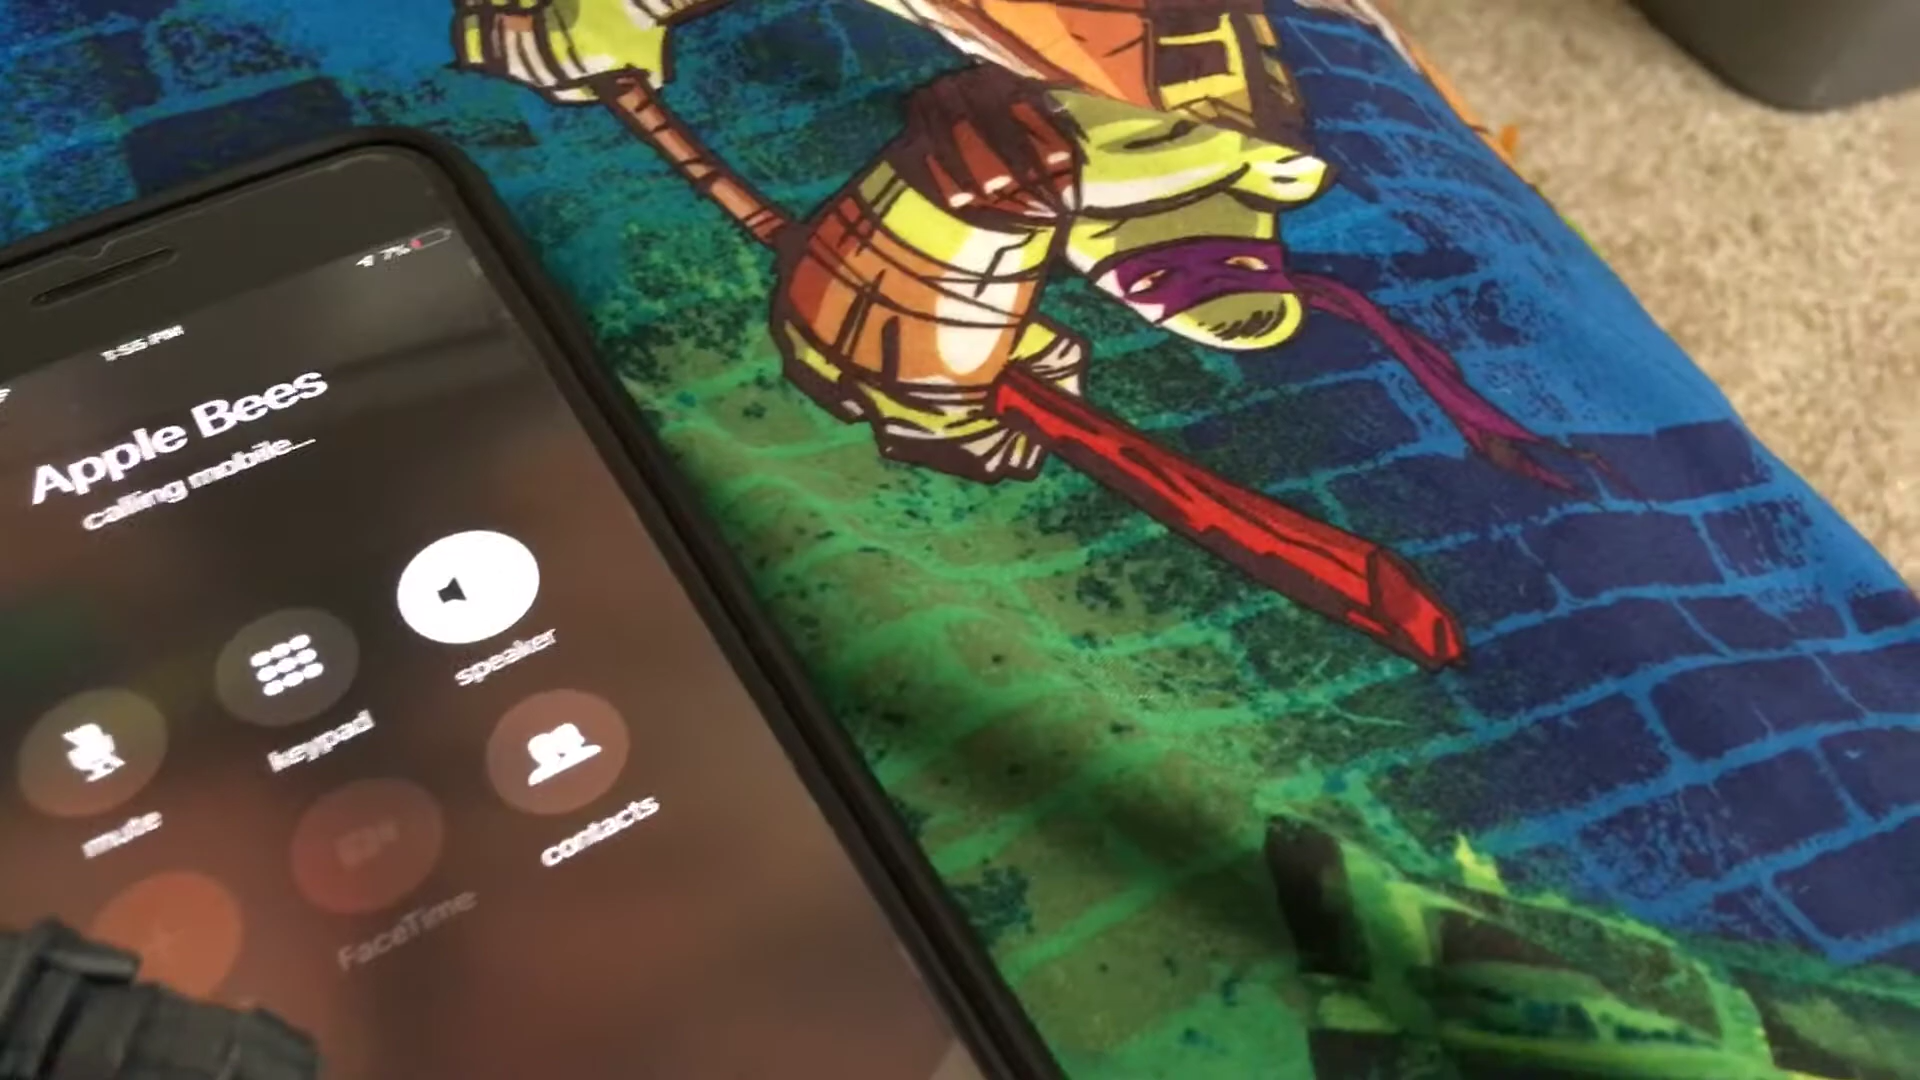 7%
1:55 PM
Apple Bees
calling mobile...
speaker
keypad
mute
contacts
FaceTime